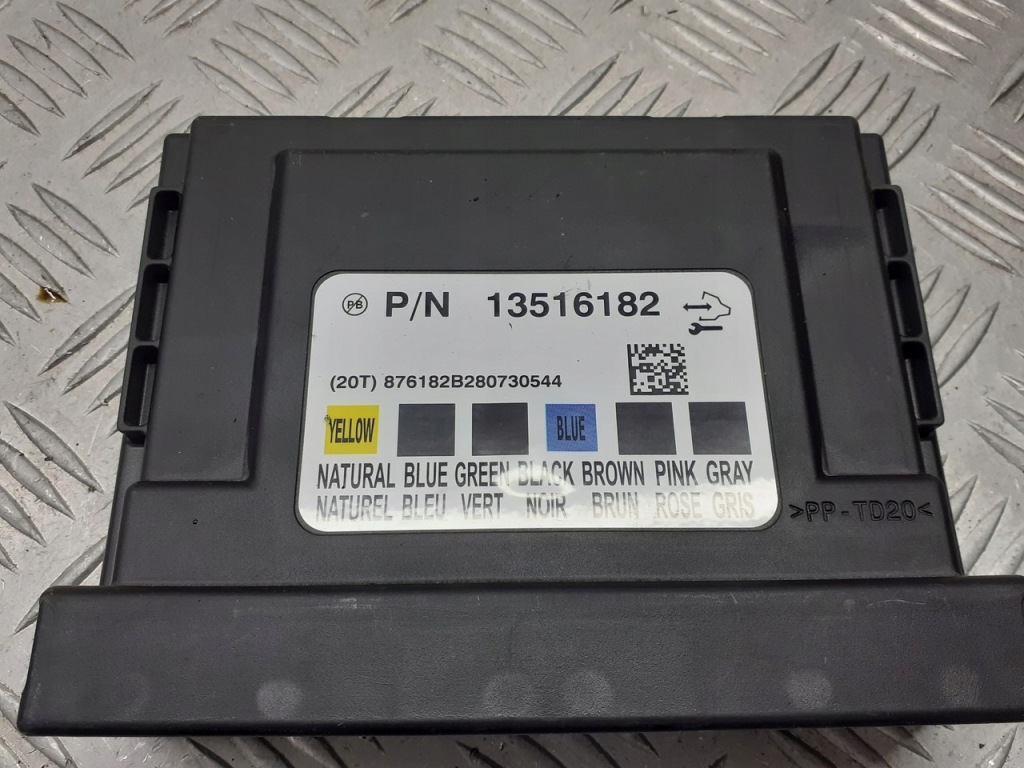 PB P/N 13516182
(20T) 876182B280730544
YELLOW BLUE
NATURAL BLUE GREEN BLACK BROWN PINK GRAY
NATUREL BLEU VERT NOIR BRUN ROSE GRIS
>PP-TD20<